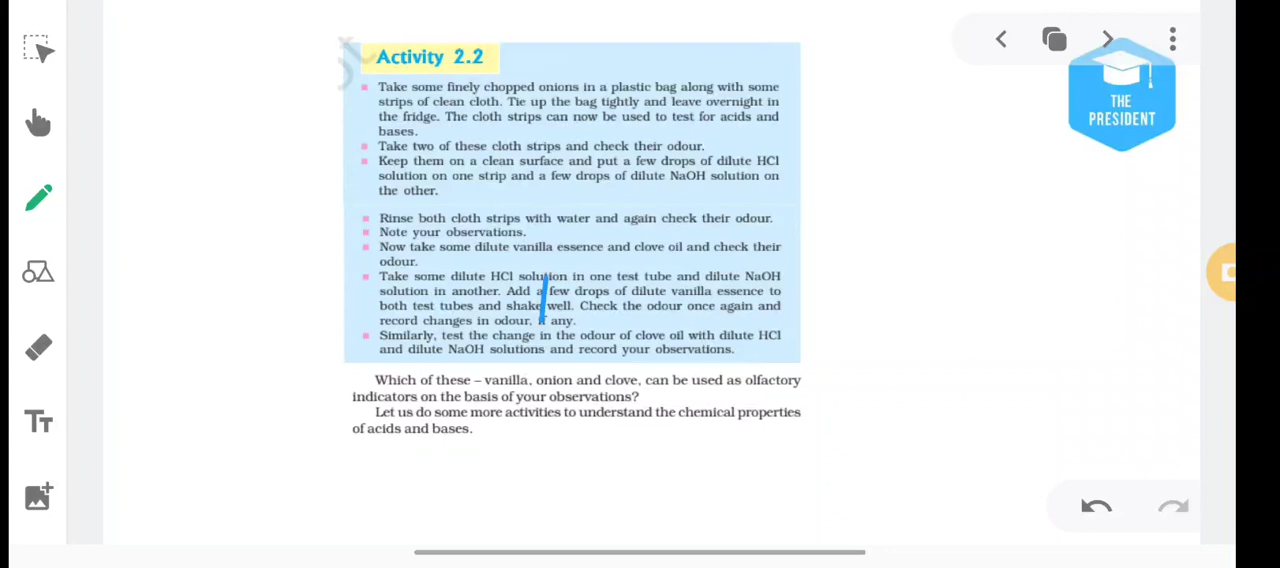 Activity 2.2
Take some finely chopped onions in a plastic bag along with some
strips of clean cloth. Tie up the bag tightly and leave overnight in
the fridge. The cloth strips can now be used to test for acids and
bases.
Take two of these cloth strips and check their odour.
Keep them on a clean surface and put a few drops of dilute HCl
solution on one strip and a few drops of dilute NaOH solution on
the other.
Rinse both cloth strips with water and again check their odour.
Note your observations.
Now take some dilute vanilla essence and clove oil and check their
odour.
Take some dilute HCl solution in one test tube and dilute NaOH
solution in another. Add a few drops of dilute vanilla essence to
both test tubes and shake well. Check the odour once again and
record changes in odour, if any.
Similarly, test the change in the odour of clove oil with dilute HCl
and dilute NaOH solutions and record your observations.
Which of these – vanilla, onion and clove, can be used as olfactory
indicators on the basis of your observations?
Let us do some more activities to understand the chemical properties
of acids and bases.
THE
PRESIDENT
Tт